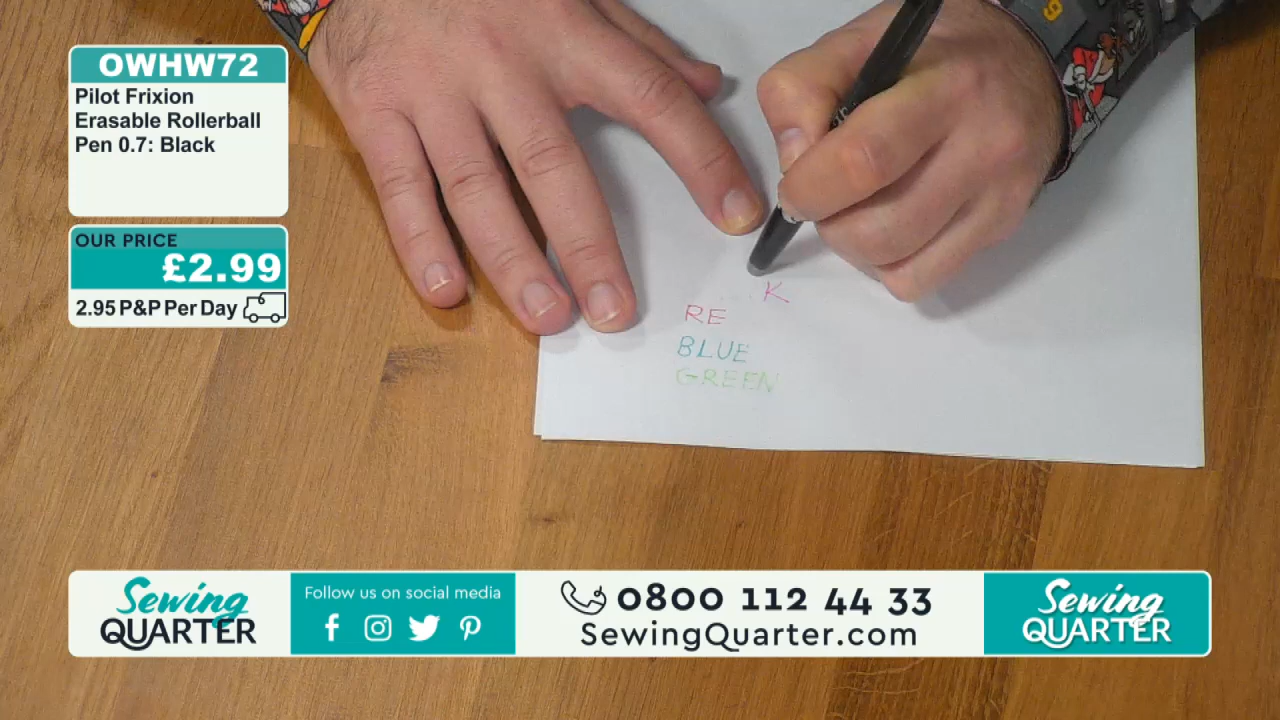 OWHW72
Pilot Frixion
Erasable Rollerball
Pen 0.7: Black
OUR PRICE
£2.99
2.95 P&P Per Day
K
RE
BLUE
GREEN
Sewing
QUARTER
Follow us on social media
0800 112 44 33
SewingQuarter.com
Sewing
QUARTER